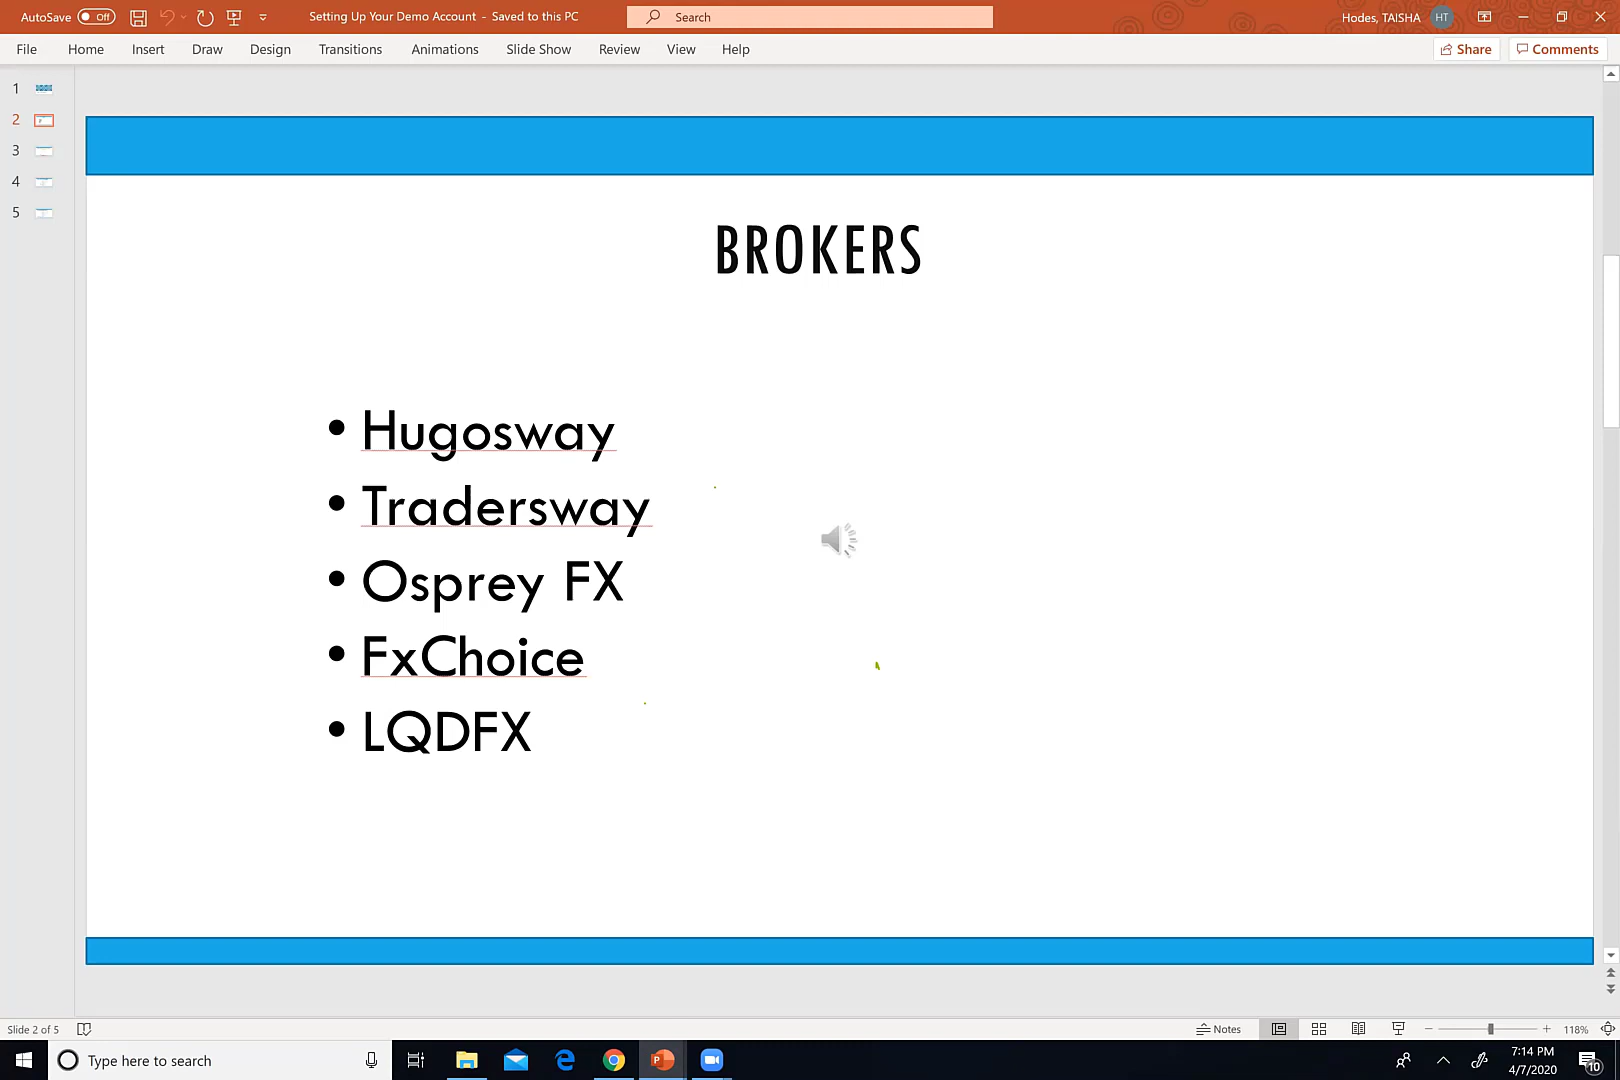 AutoSave Off Setting Up Your Demo Account - Saved to this PC Search Hodes, TAISHA HT
File Home Insert Draw Design Transitions Animations Slide Show Review View Help Share Comments
1
2
3
4
5
BROKERS
• Hugosway
• Tradersway
• Osprey FX
• FxChoice
• LQDFX
Slide 2 of 5 Notes 118%
Type here to search 7:14 PM
4/7/2020 10